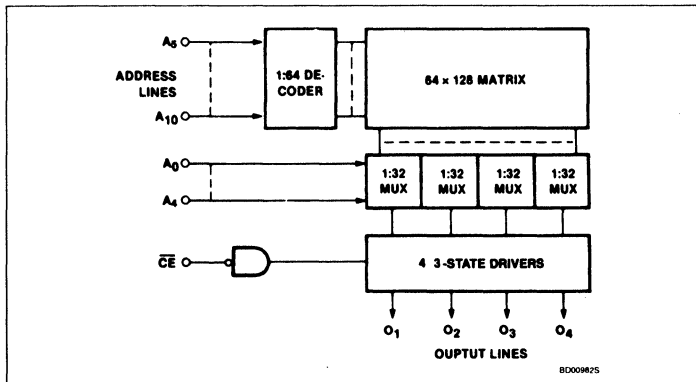 A5
ADDRESS
LINES
A10
1:64 DE-
CODER
64 × 128 MATRIX
A0
A4
1:32
MUX
1:32
MUX
1:32
MUX
1:32
MUX
CE
4 3-STATE DRIVERS
O1 O2 O3 O4
OUPTUT LINES
BD00982S